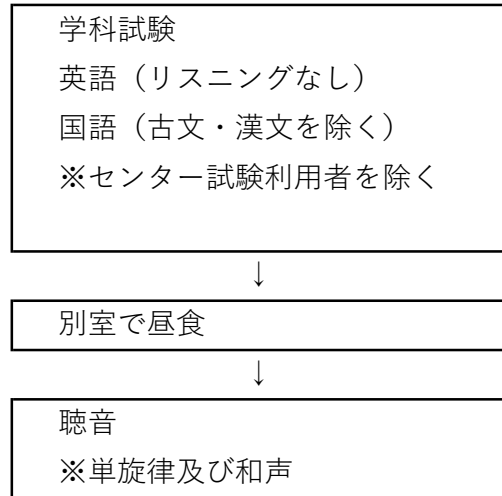 学科試験
英語（リスニングなし）
国語（古文・漢文を除く）
※センター試験利用者を除く
↓
別室で昼食
↓
聴音
※単旋律及び和声